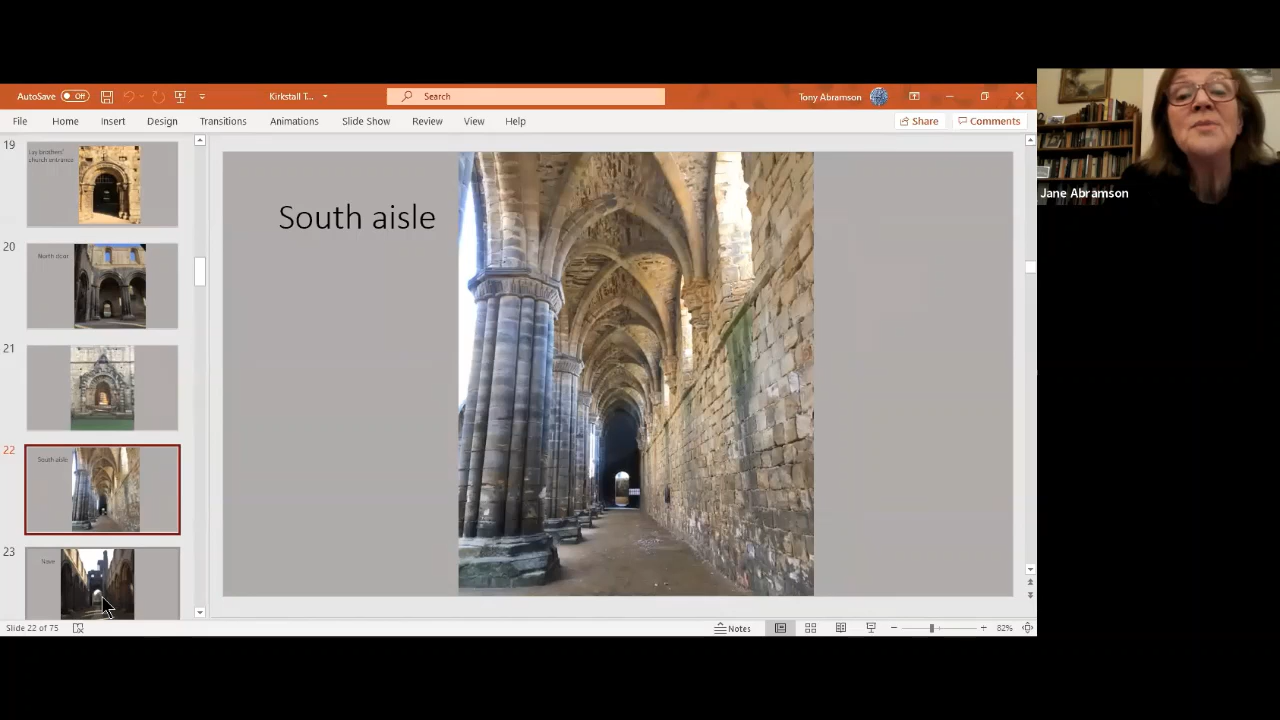 AutoSave Off
Kirkstall T...
Search
Tony Abramson
File Home Insert Design Transitions Animations Slide Show Review View Help
Share Comments
19
Lay brothers'
church entrance
20
North door
21
22
South aisle
23
Nave
South aisle
Slide 22 of 75
Notes
82%
Jane Abramson